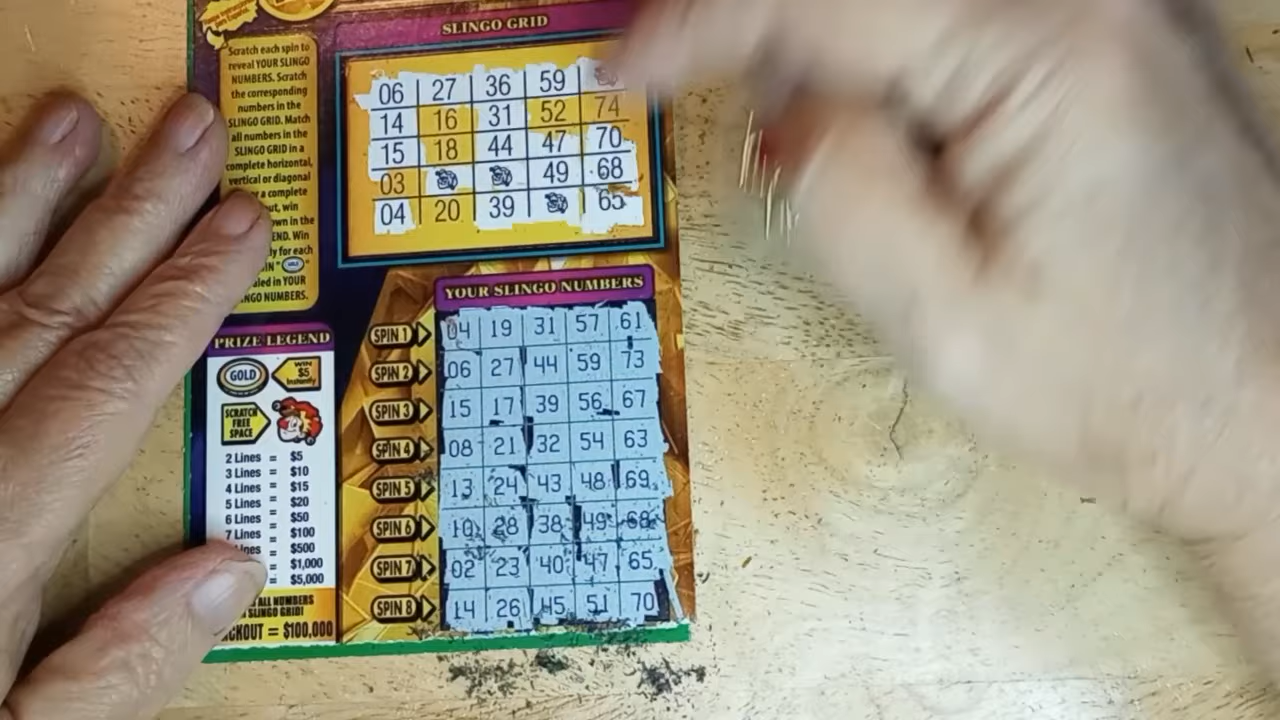 SLINGO GRID
Scratch each spin to
reveal YOUR SLINGO
NUMBERS. Scratch
the corresponding
numbers in the
SLINGO GRID. Match
all numbers in the
SLINGO GRID in a
complete horizontal,
vertical or diagonal
a complete
win
in the
END. Win
for each
GOLD
in YOUR
NUMBERS.
06 27 36 59
14 16 31 52 74
15 18 44 47 70
03 49 68
04 20 39 65
YOUR SLINGO NUMBERS
SPIN 1 04 19 31 57 61
SPIN 2 06 27 44 59 73
SPIN 3 15 17 39 56 67
SPIN 4 08 21 32 54 63
SPIN 5 13 24 43 48 69
SPIN 6 10 28 38 49 68
SPIN 7 02 23 40 47 65
SPIN 8 14 26 45 51 70
PRIZE LEGEND
GOLD WIN
$5
Instantly
SCRATCH
FREE
SPACE
2 Lines = $5
3 Lines = $10
4 Lines = $15
5 Lines = $20
6 Lines = $50
7 Lines = $100
= $500
= $1,000
= $5,000
ALL NUMBERS
SLINGO GRID!
= $100,000